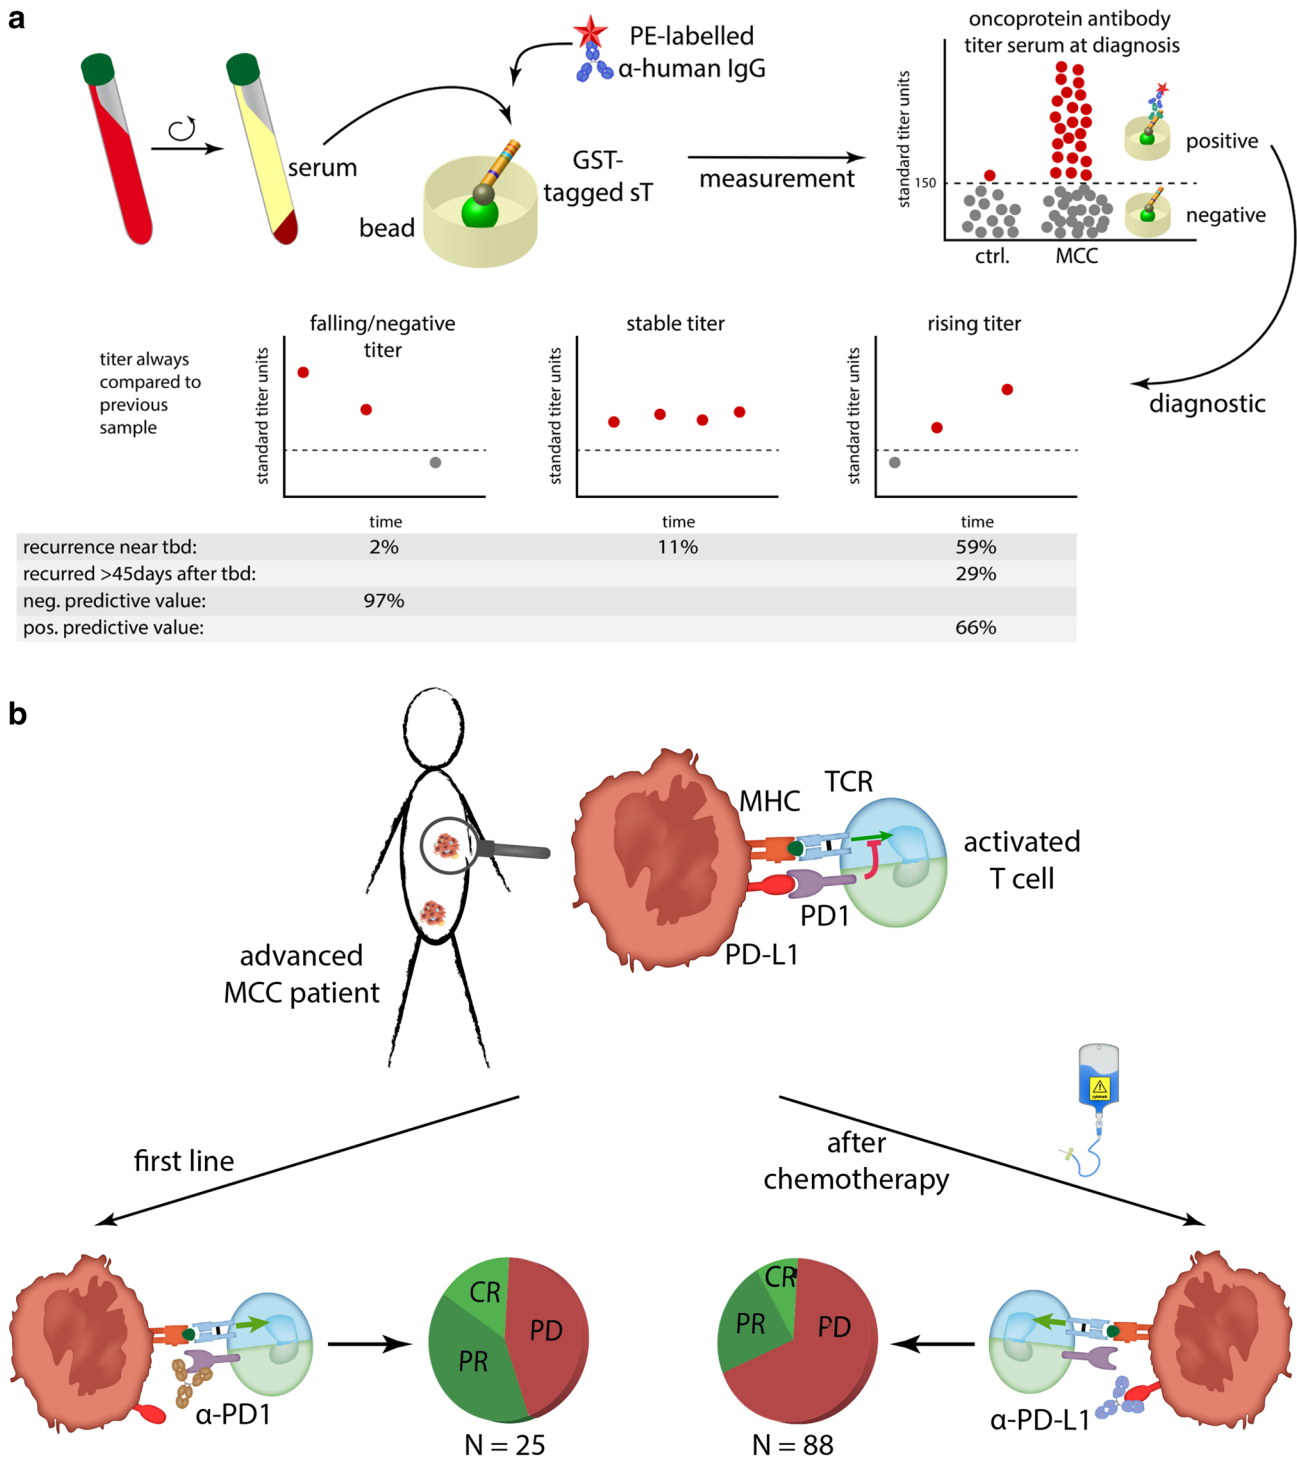 a
PE-labelled
α-human IgG
serum
bead
GST-
tagged sT
measurement
oncoprotein antibody
titer serum at diagnosis
standard titer units
150
positive
negative
ctrl.
MCC
diagnostic
titer always
compared to
previous
sample
falling/negative
titer
standard titer units
time
stable titer
standard titer units
time
rising titer
standard titer units
time
recurrence near tbd: 2% 11% 59%
recurred >45days after tbd: 29%
neg. predictive value: 97%
pos. predictive value: 66%
b
advanced
MCC patient
MHC
TCR
PD1
PD-L1
activated
T cell
first line
after
chemotherapy
α-PD1
CR
PR
PD
N = 25
CR
PR
PD
N = 88
α-PD-L1